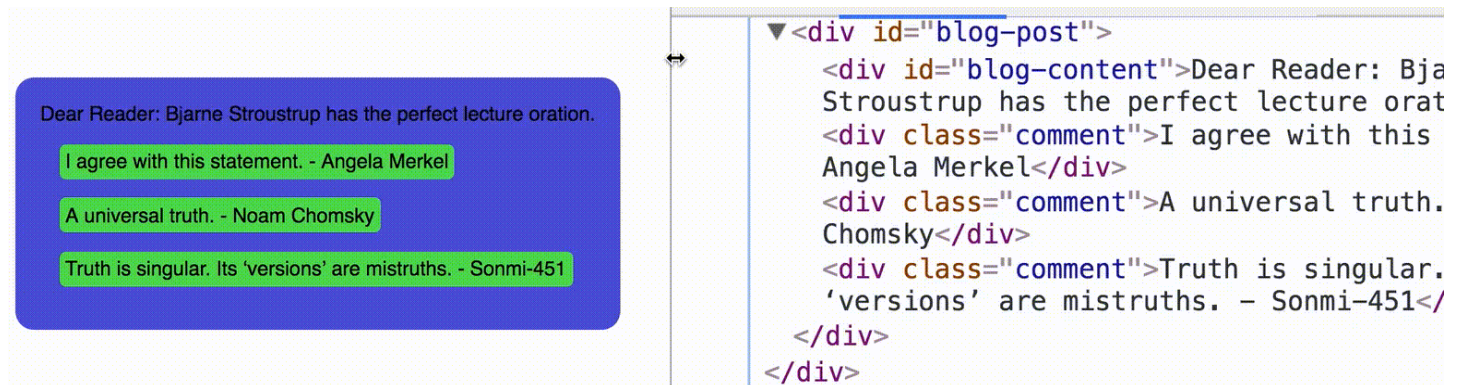 Dear Reader: Bjarne Stroustrup has the perfect lecture oration.
I agree with this statement. - Angela Merkel
A universal truth. - Noam Chomsky
Truth is singular. Its ‘versions’ are mistruths. - Sonmi-451
▼<div id="blog-post">
<div id="blog-content">Dear Reader: Bja
Stroustrup has the perfect lecture orat
<div class="comment">I agree with this
Angela Merkel</div>
<div class="comment">A universal truth.
Chomsky</div>
<div class="comment">Truth is singular.
‘versions’ are mistruths. – Sonmi–451</
</div>
</div>